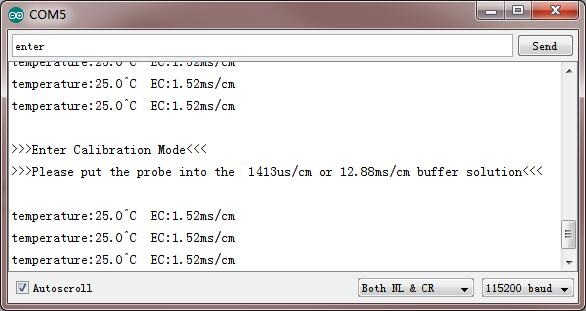 COM5
enter
Send
temperature:25.0^C  EC:1.52ms/cm
temperature:25.0^C  EC:1.52ms/cm
temperature:25.0^C  EC:1.52ms/cm
>>>Enter Calibration Mode<<<
>>>Please put the probe into the  1413us/cm or 12.88ms/cm buffer solution<<<
temperature:25.0^C  EC:1.52ms/cm
temperature:25.0^C  EC:1.52ms/cm
temperature:25.0^C  EC:1.52ms/cm
Autoscroll
Both NL & CR
115200 baud